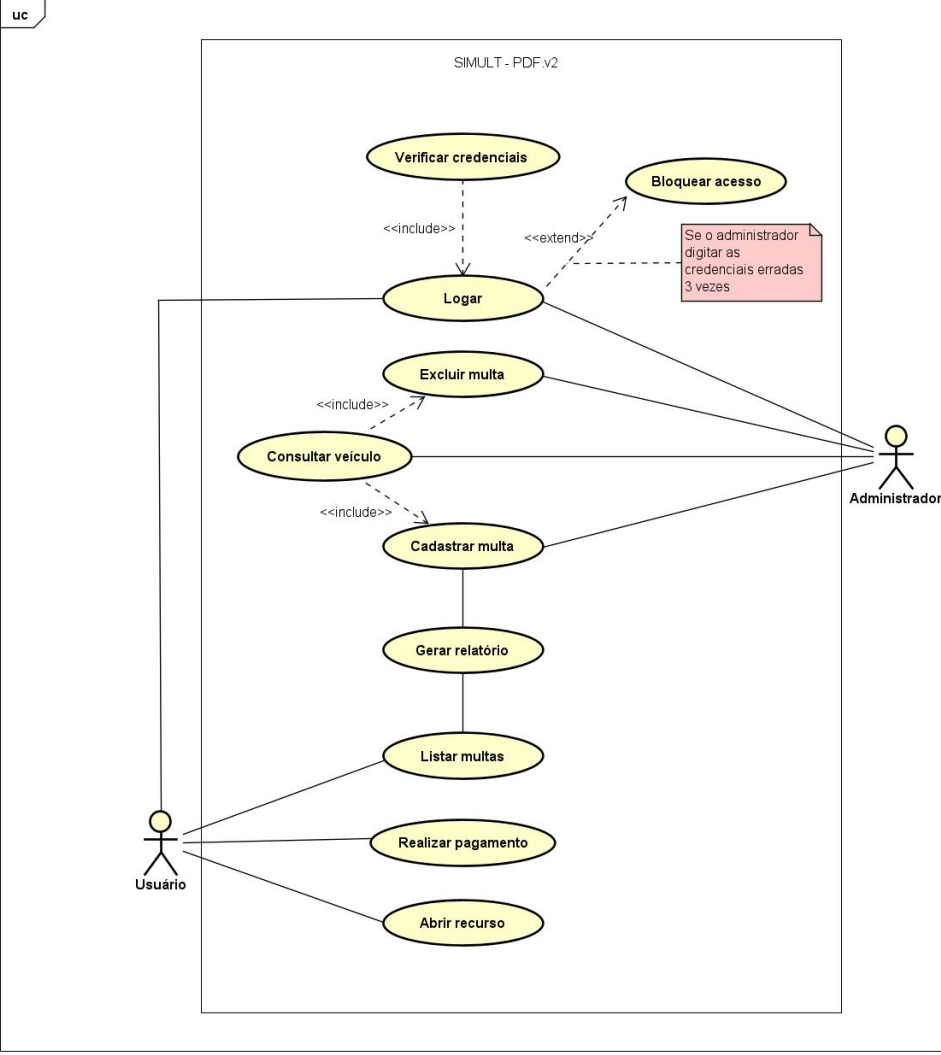 uc
SIMULT - PDF.v2
Verificar credenciais
Bloquear acesso
<<include>>
<<extend>>
Se o administrador
digitar as
credenciais erradas
3 vezes
Logar
Excluir multa
<<include>>
Consultar veículo
Administrador
<<include>>
Cadastrar multa
Gerar relatório
Listar multas
Realizar pagamento
Usuário
Abrir recurso